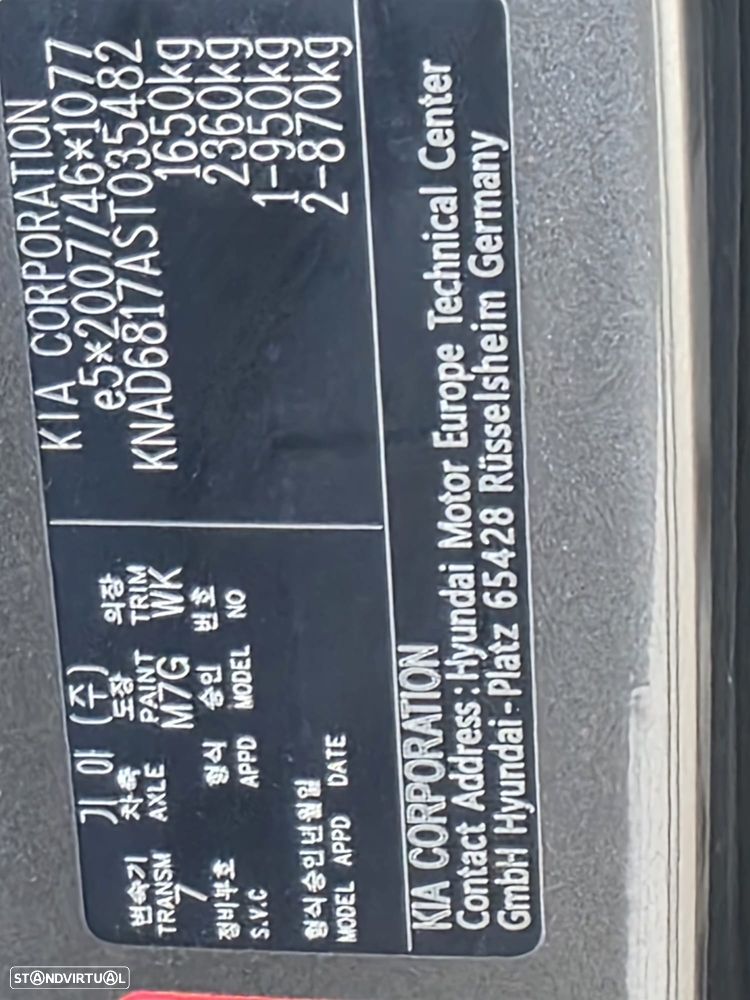 기아 (주) KIA CORPORATION
e5*2007/46*1077
KNAD6817AST035482
1650kg
2360kg
1-950kg
2-870kg
변속기 차축 도장 의장
TRANSM AXLE PAINT TRIM
7 M7G WK
정비부호 형식 승인 번호
S.V.C APPD MODEL NO
형식승인년월일
MODEL APPD DATE
KIA CORPORATION
Contact Address : Hyundai Motor Europe Technical Center
GmbH Hyundai-Platz 65428 Rüsselsheim Germany
STANDVIRTUAL